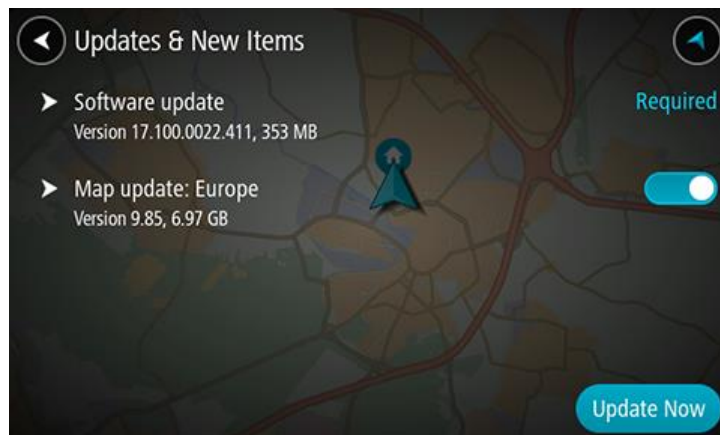 Updates & New Items
Software update
Required
Version 17.100.0022.411, 353 MB
Map update: Europe
Version 9.85, 6.97 GB
Update Now